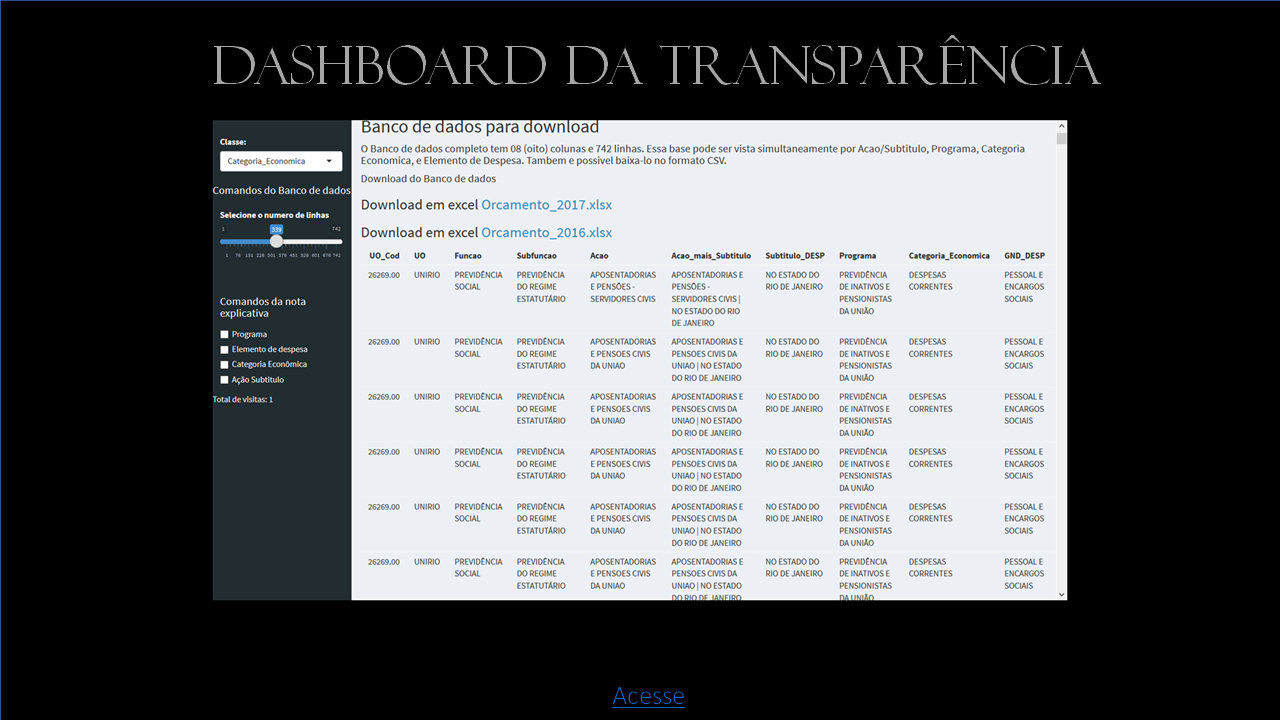 DASHBOARD DA TRANSPARÊNCIA
Classe:
Categoria_Economica
Comandos do Banco de dados
Selecione o numero de linhas
1 339 742
1 76 151 226 301 376 451 526 601 676 742
Comandos da nota
explicativa
Programa
Elemento de despesa
Categoria Econômica
Ação Subtitulo
Total de visitas: 1
Banco de dados para download
O Banco de dados completo tem 08 (oito) colunas e 742 linhas. Essa base pode ser vista simultaneamente por Acao/Subtitulo, Programa, Categoria
Economica, e Elemento de Despesa. Tambem e possivel baixa-lo no formato CSV.
Download do Banco de dados
Download em excel Orcamento_2017.xlsx
Download em excel Orcamento_2016.xlsx
UO_Cod UO Funcao Subfuncao Acao Acao_mais_Subtitulo Subtitulo_DESP Programa Categoria_Economica GND_DESP
26269.00 UNIRIO PREVIDÊNCIA PREVIDÊNCIA APOSENTADORIAS APOSENTADORIAS E NO ESTADO DO PREVIDÊNCIA DESPESAS PESSOAL E
SOCIAL DO REGIME E PENSÕES - PENSÕES - RIO DE JANEIRO DE INATIVOS E CORRENTES ENCARGOS
ESTATUTÁRIO SERVIDORES CIVIS SERVIDORES CIVIS | PENSIONISTAS SOCIAIS
NO ESTADO DO RIO DA UNIÃO
DE JANEIRO
26269.00 UNIRIO PREVIDÊNCIA PREVIDÊNCIA APOSENTADORIAS APOSENTADORIAS E NO ESTADO DO PREVIDÊNCIA DESPESAS PESSOAL E
SOCIAL DO REGIME E PENSOES CIVIS PENSOES CIVIS DA RIO DE JANEIRO DE INATIVOS E CORRENTES ENCARGOS
ESTATUTÁRIO DA UNIAO UNIAO | NO ESTADO PENSIONISTAS SOCIAIS
DO RIO DE JANEIRO DA UNIÃO
26269.00 UNIRIO PREVIDÊNCIA PREVIDÊNCIA APOSENTADORIAS APOSENTADORIAS E NO ESTADO DO PREVIDÊNCIA DESPESAS PESSOAL E
SOCIAL DO REGIME E PENSOES CIVIS PENSOES CIVIS DA RIO DE JANEIRO DE INATIVOS E CORRENTES ENCARGOS
ESTATUTÁRIO DA UNIAO UNIAO | NO ESTADO PENSIONISTAS SOCIAIS
DO RIO DE JANEIRO DA UNIÃO
26269.00 UNIRIO PREVIDÊNCIA PREVIDÊNCIA APOSENTADORIAS APOSENTADORIAS E NO ESTADO DO PREVIDÊNCIA DESPESAS PESSOAL E
SOCIAL DO REGIME E PENSOES CIVIS PENSOES CIVIS DA RIO DE JANEIRO DE INATIVOS E CORRENTES ENCARGOS
ESTATUTÁRIO DA UNIAO UNIAO | NO ESTADO PENSIONISTAS SOCIAIS
DO RIO DE JANEIRO DA UNIÃO
26269.00 UNIRIO PREVIDÊNCIA PREVIDÊNCIA APOSENTADORIAS APOSENTADORIAS E NO ESTADO DO PREVIDÊNCIA DESPESAS PESSOAL E
SOCIAL DO REGIME E PENSOES CIVIS PENSOES CIVIS DA RIO DE JANEIRO DE INATIVOS E CORRENTES ENCARGOS
ESTATUTÁRIO DA UNIAO UNIAO | NO ESTADO PENSIONISTAS SOCIAIS
DO RIO DE JANEIRO DA UNIÃO
26269.00 UNIRIO PREVIDÊNCIA PREVIDÊNCIA APOSENTADORIAS APOSENTADORIAS E NO ESTADO DO PREVIDÊNCIA DESPESAS PESSOAL E
SOCIAL DO REGIME E PENSOES CIVIS PENSOES CIVIS DA RIO DE JANEIRO DE INATIVOS E CORRENTES ENCARGOS
ESTATUTÁRIO DA UNIAO UNIAO | NO ESTADO PENSIONISTAS SOCIAIS
DO RIO DE JANEIRO DA UNIÃO
Acesse